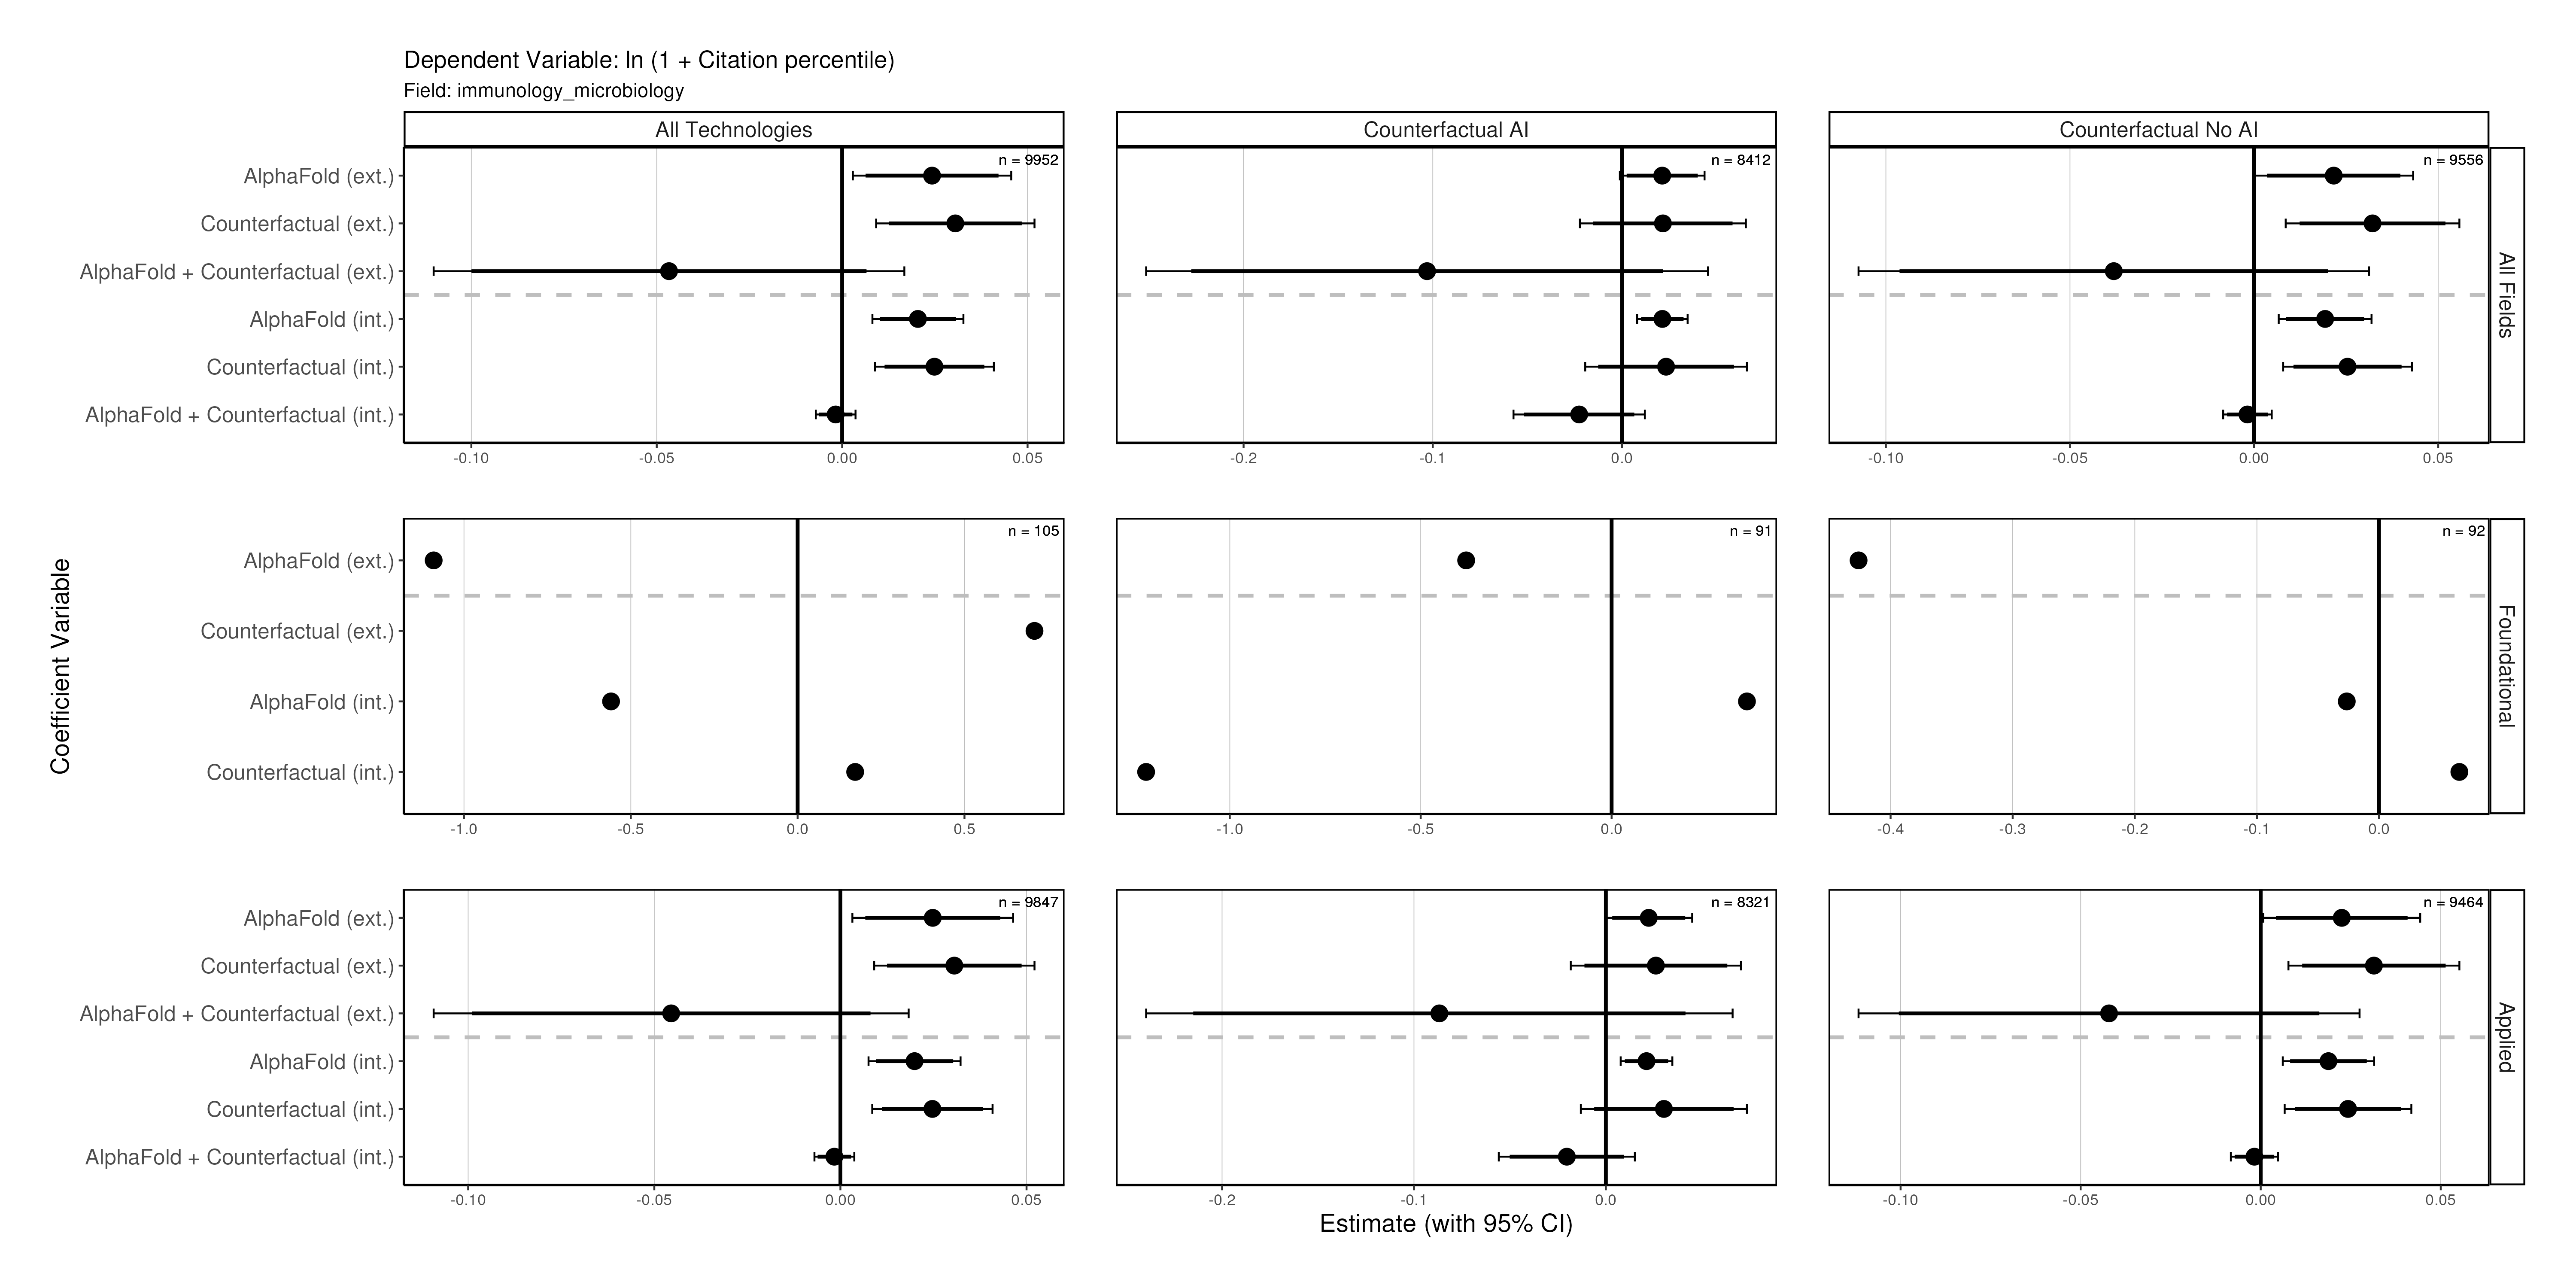 Dependent Variable: ln (1 + Citation percentile)
Field: immunology_microbiology
All Technologies
Counterfactual AI
Counterfactual No AI
n = 9952
n = 8412
n = 9556
AlphaFold (ext.)
Counterfactual (ext.)
AlphaFold + Counterfactual (ext.)
AlphaFold (int.)
Counterfactual (int.)
AlphaFold + Counterfactual (int.)
All Fields
-0.10 -0.05 0.00 0.05
-0.2 -0.1 0.0
-0.10 -0.05 0.00 0.05
Coefficient Variable
n = 105
n = 91
n = 92
AlphaFold (ext.)
Counterfactual (ext.)
AlphaFold (int.)
Counterfactual (int.)
Foundational
-1.0 -0.5 0.0 0.5
-1.0 -0.5 0.0
-0.4 -0.3 -0.2 -0.1 0.0
n = 9847
n = 8321
n = 9464
AlphaFold (ext.)
Counterfactual (ext.)
AlphaFold + Counterfactual (ext.)
AlphaFold (int.)
Counterfactual (int.)
AlphaFold + Counterfactual (int.)
Applied
-0.10 -0.05 0.00 0.05
-0.2 -0.1 0.0
-0.10 -0.05 0.00 0.05
Estimate (with 95% CI)